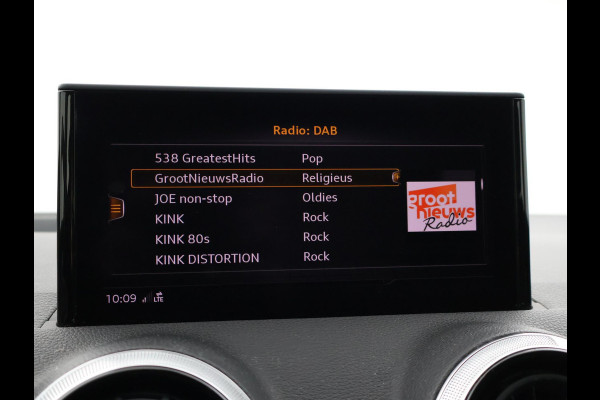 Radio: DAB
538 GreatestHits Pop
GrootNieuwsRadio Religieus
JOE non-stop Oldies
KINK Rock
KINK 80s Rock
KINK DISTORTION Rock
groot
nieuws
Radio
10:09 LTE